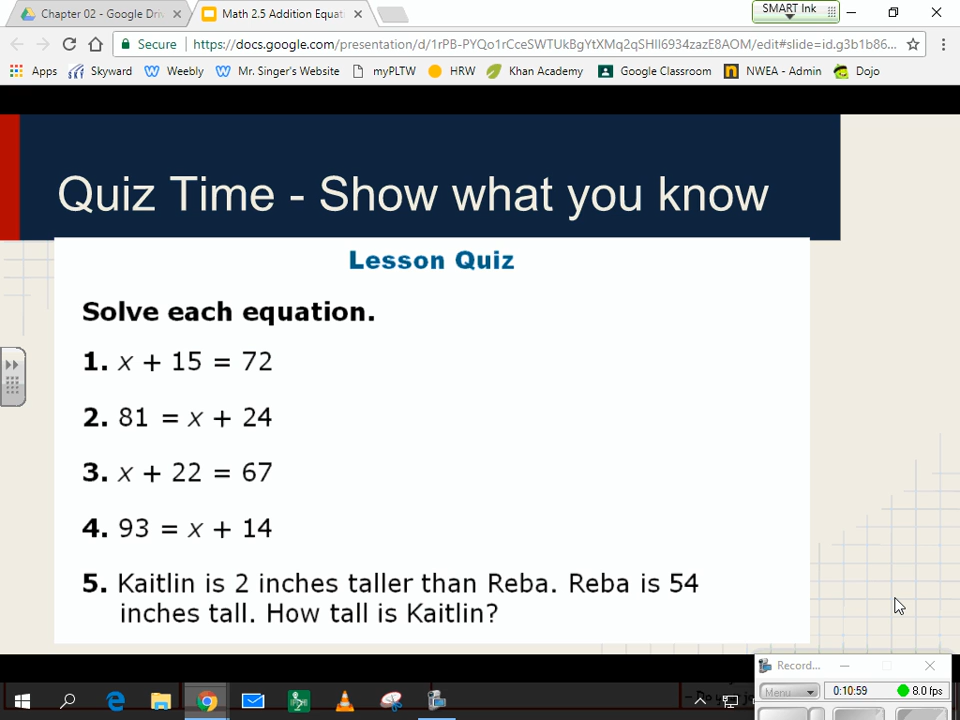 Chapter 02 - Google Driv
Math 2.5 Addition Equat
SMART Ink
Secure
https://docs.google.com/presentation/d/1rPB-PYQo1rCceSWTUkBgYtXMq2qSHII6934zazE8AOM/edit#slide=id.g3b1b86...
Apps
Skyward
Weebly
Mr. Singer's Website
myPLTW
HRW
Khan Academy
Google Classroom
NWEA - Admin
Dojo
Quiz Time - Show what you know
Lesson Quiz
Solve each equation.
1. x + 15 = 72
2. 81 = x + 24
3. x + 22 = 67
4. 93 = x + 14
5. Kaitlin is 2 inches taller than Reba. Reba is 54
inches tall. How tall is Kaitlin?
Record...
Menu
0:10:59
8.0 fps